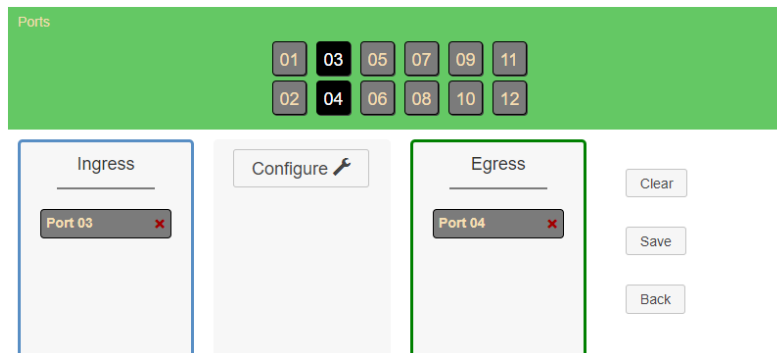 Ports
01 03 05 07 09 11
02 04 06 08 10 12
Ingress
Configure
Egress
Port 03
Port 04
Clear
Save
Back